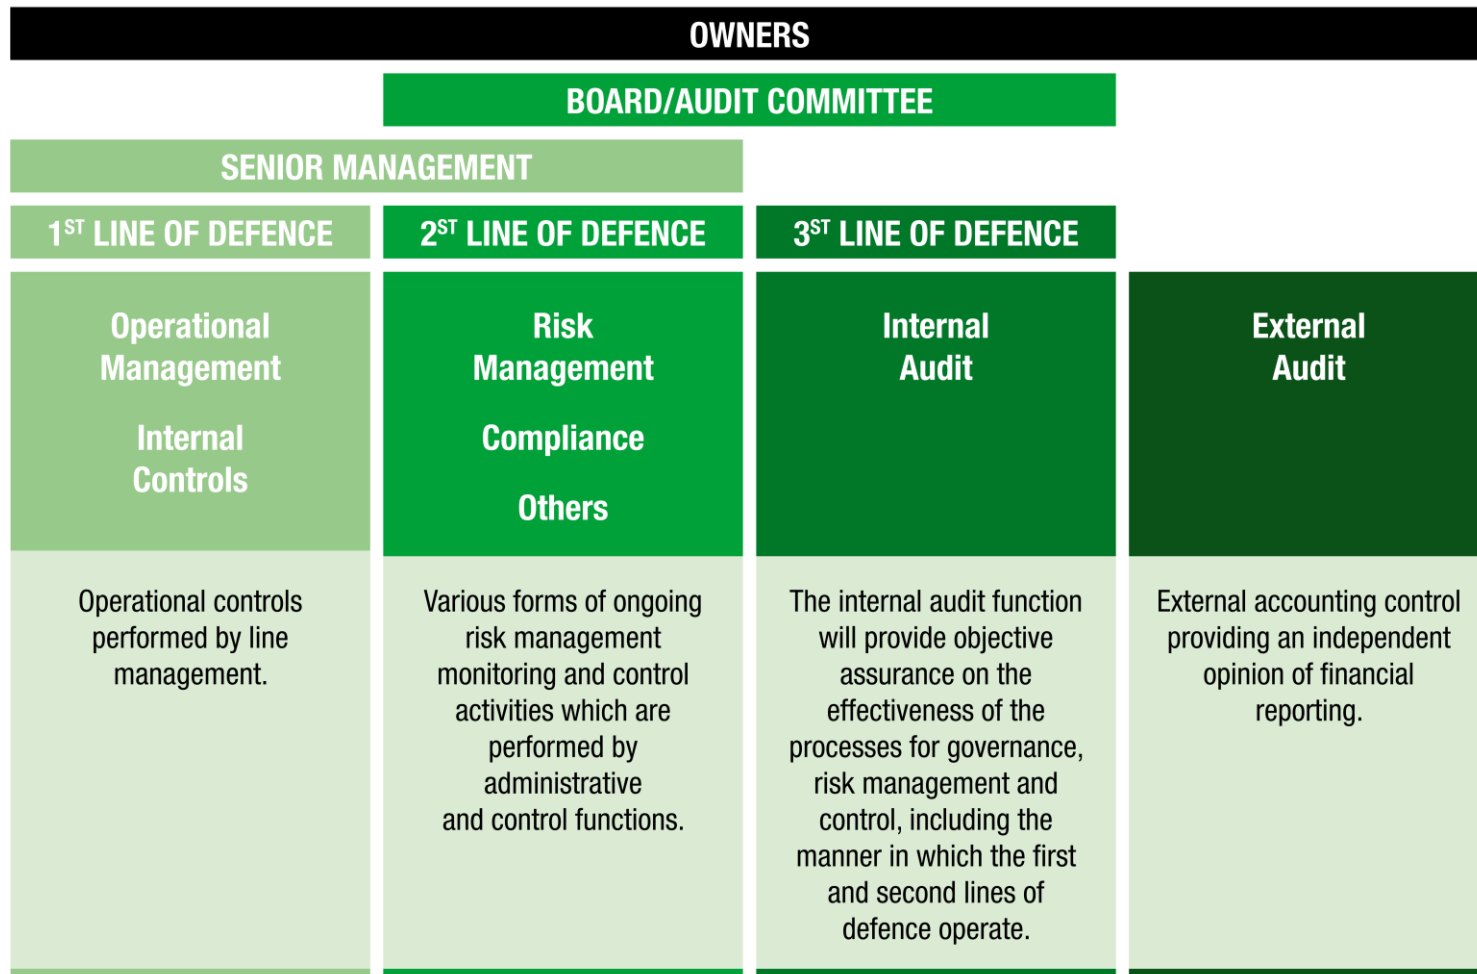 OWNERS
BOARD/AUDIT COMMITTEE
SENIOR MANAGEMENT
1ST LINE OF DEFENCE
2ST LINE OF DEFENCE
3ST LINE OF DEFENCE
Operational
Management
Internal
Controls
Risk
Management
Compliance
Others
Internal
Audit
External
Audit
Operational controls
performed by line
management.
Various forms of ongoing
risk management
monitoring and control
activities which are
performed by
administrative
and control functions.
The internal audit function
will provide objective
assurance on the
effectiveness of the
processes for governance,
risk management and
control, including the
manner in which the first
and second lines of
defence operate.
External accounting control
providing an independent
opinion of financial
reporting.